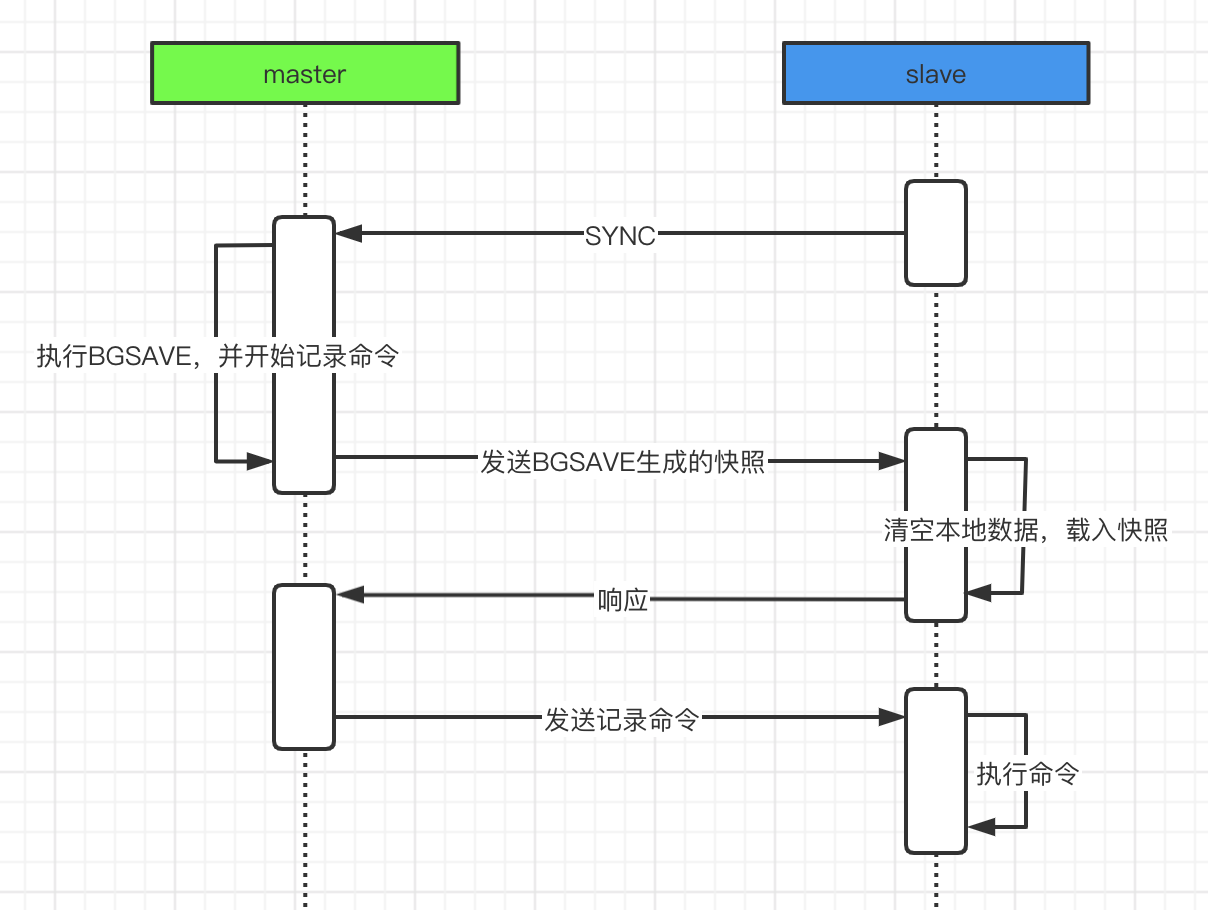 master
slave
SYNC
执行BGSAVE，并开始记录命令
发送BGSAVE生成的快照
清空本地数据，载入快照
响应
发送记录命令
执行命令